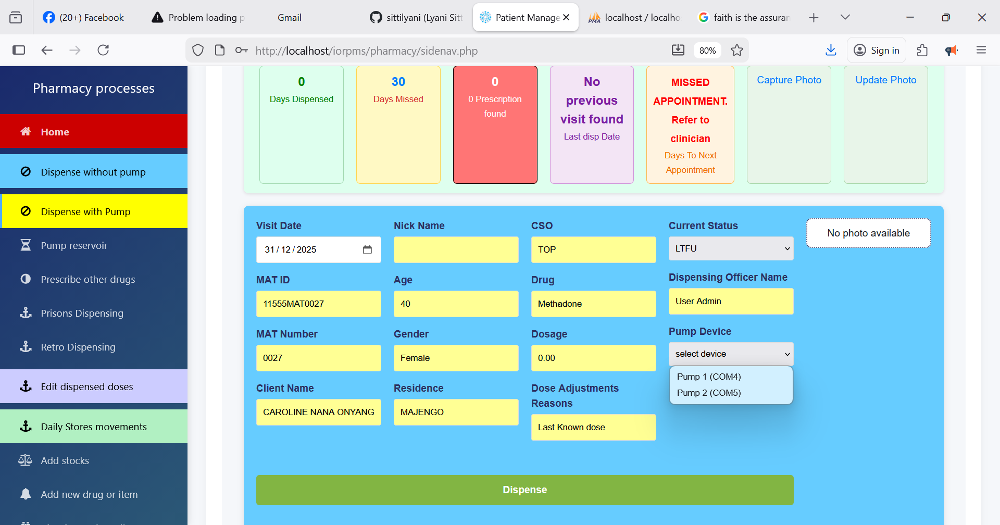 (20+) Facebook
Problem loading p
Gmail
sittilyani (Lyani Sitt
Patient Manage
localhost / localho
faith is the assuran
http://localhost/iorpms/pharmacy/sidenav.php
80%
Sign in
Pharmacy processes
Home
Dispense without pump
Dispense with Pump
Pump reservoir
Prescribe other drugs
Prisons Dispensing
Retro Dispensing
Edit dispensed doses
Daily Stores movements
Add stocks
Add new drug or item
0
Days Dispensed
30
Days Missed
0
0 Prescription
found
No
previous
visit found
Last disp Date
MISSED
APPOINTMENT.
Refer to
clinician
Days To Next
Appointment
Capture Photo
Update Photo
Visit Date
31 / 12 / 2025
MAT ID
11555MAT0027
MAT Number
0027
Client Name
CAROLINE NANA ONYANG
Nick Name
Age
40
Gender
Female
Residence
MAJENGO
CSO
TOP
Drug
Methadone
Dosage
0.00
Dose Adjustments
Reasons
Last Known dose
Current Status
LTFU
Dispensing Officer Name
User Admin
Pump Device
select device
Pump 1 (COM4)
Pump 2 (COM5)
No photo available
Dispense